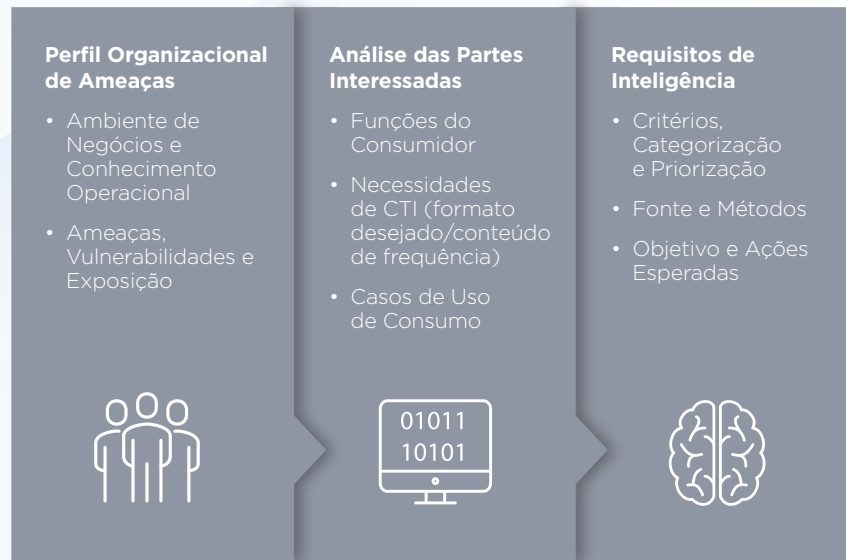 Perfil Organizacional
de Ameaças
• Ambiente de
Negócios e
Conhecimento
Operacional
• Ameaças,
Vulnerabilidades e
Exposição
Análise das Partes
Interessadas
• Funções do
Consumidor
• Necessidades
de CTI (formato
desejado/conteúdo
de frequência)
• Casos de Uso
de Consumo
01011
10101
Requisitos de
Inteligência
• Critérios,
Categorização
e Priorização
• Fonte e Métodos
• Objetivo e Ações
Esperadas